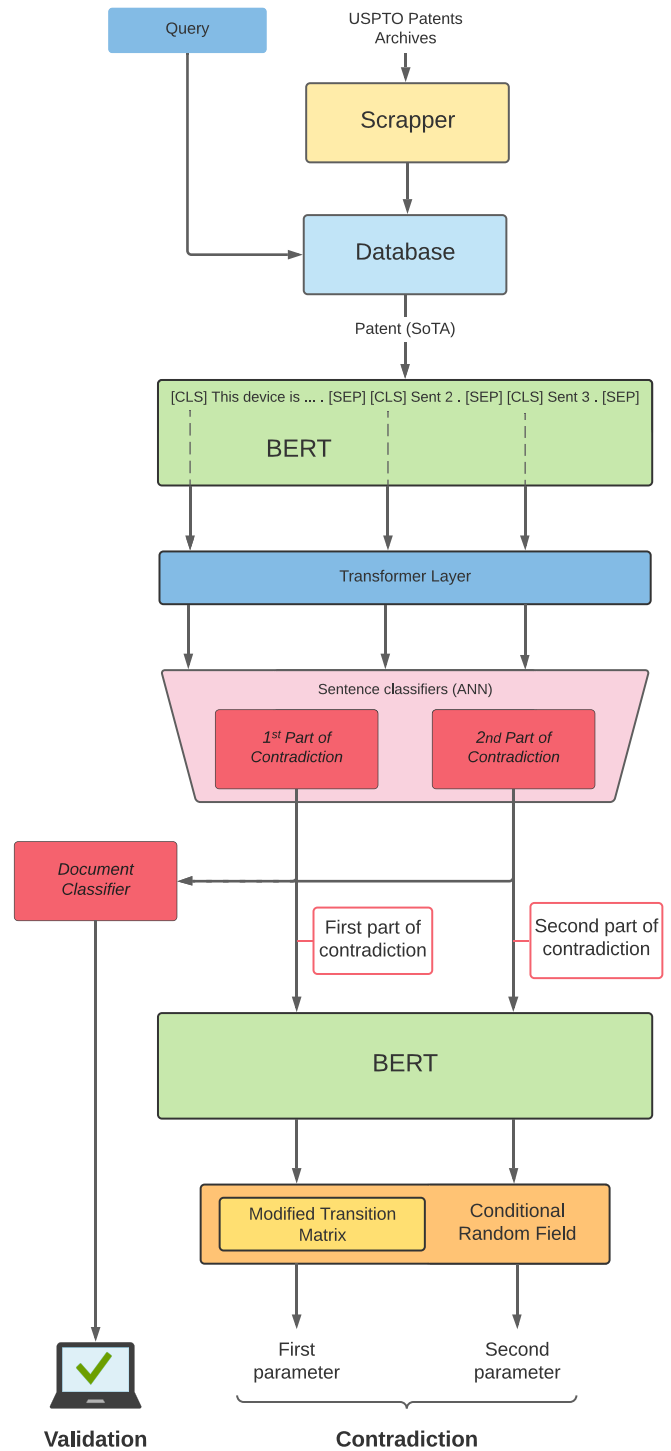 Query
USPTO Patents
Archives
Scrapper
Database
Patent (SoTA)
[CLS] This device is ... . [SEP] [CLS] Sent 2 . [SEP] [CLS] Sent 3 . [SEP]
BERT
Transformer Layer
Sentence classifiers (ANN)
1st Part of
Contradiction
2nd Part of
Contradiction
Document
Classifier
First part of
contradiction
Second part of
contradiction
BERT
Modified Transition
Matrix
Conditional
Random Field
First
parameter
Second
parameter
Validation
Contradiction